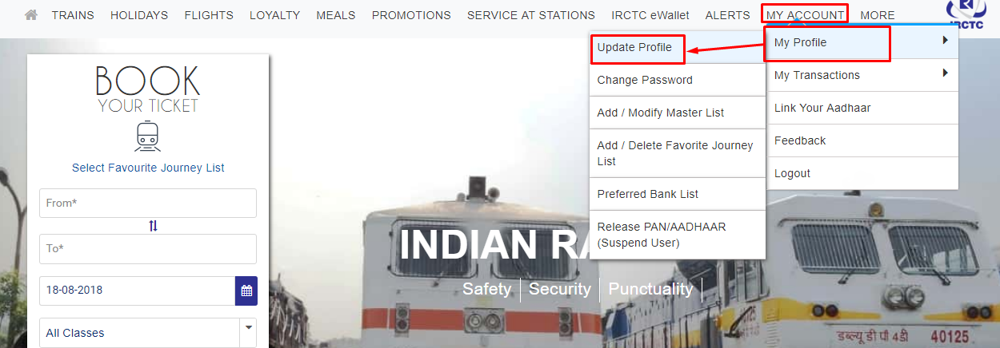 TRAINS HOLIDAYS FLIGHTS LOYALTY MEALS PROMOTIONS SERVICE AT STATIONS IRCTC eWallet ALERTS MY ACCOUNT MORE
IRCTC
My Profile
My Transactions
Link Your Aadhaar
Feedback
Logout
Update Profile
Change Password
Add / Modify Master List
Add / Delete Favorite Journey
List
Preferred Bank List
Release PAN/AADHAAR
(Suspend User)
BOOK
YOUR TICKET
Select Favourite Journey List
From*
To*
18-08-2018
All Classes
INDIAN RA
Safety Security Punctuality
डब्ल्यू डी पी 4डी 40125